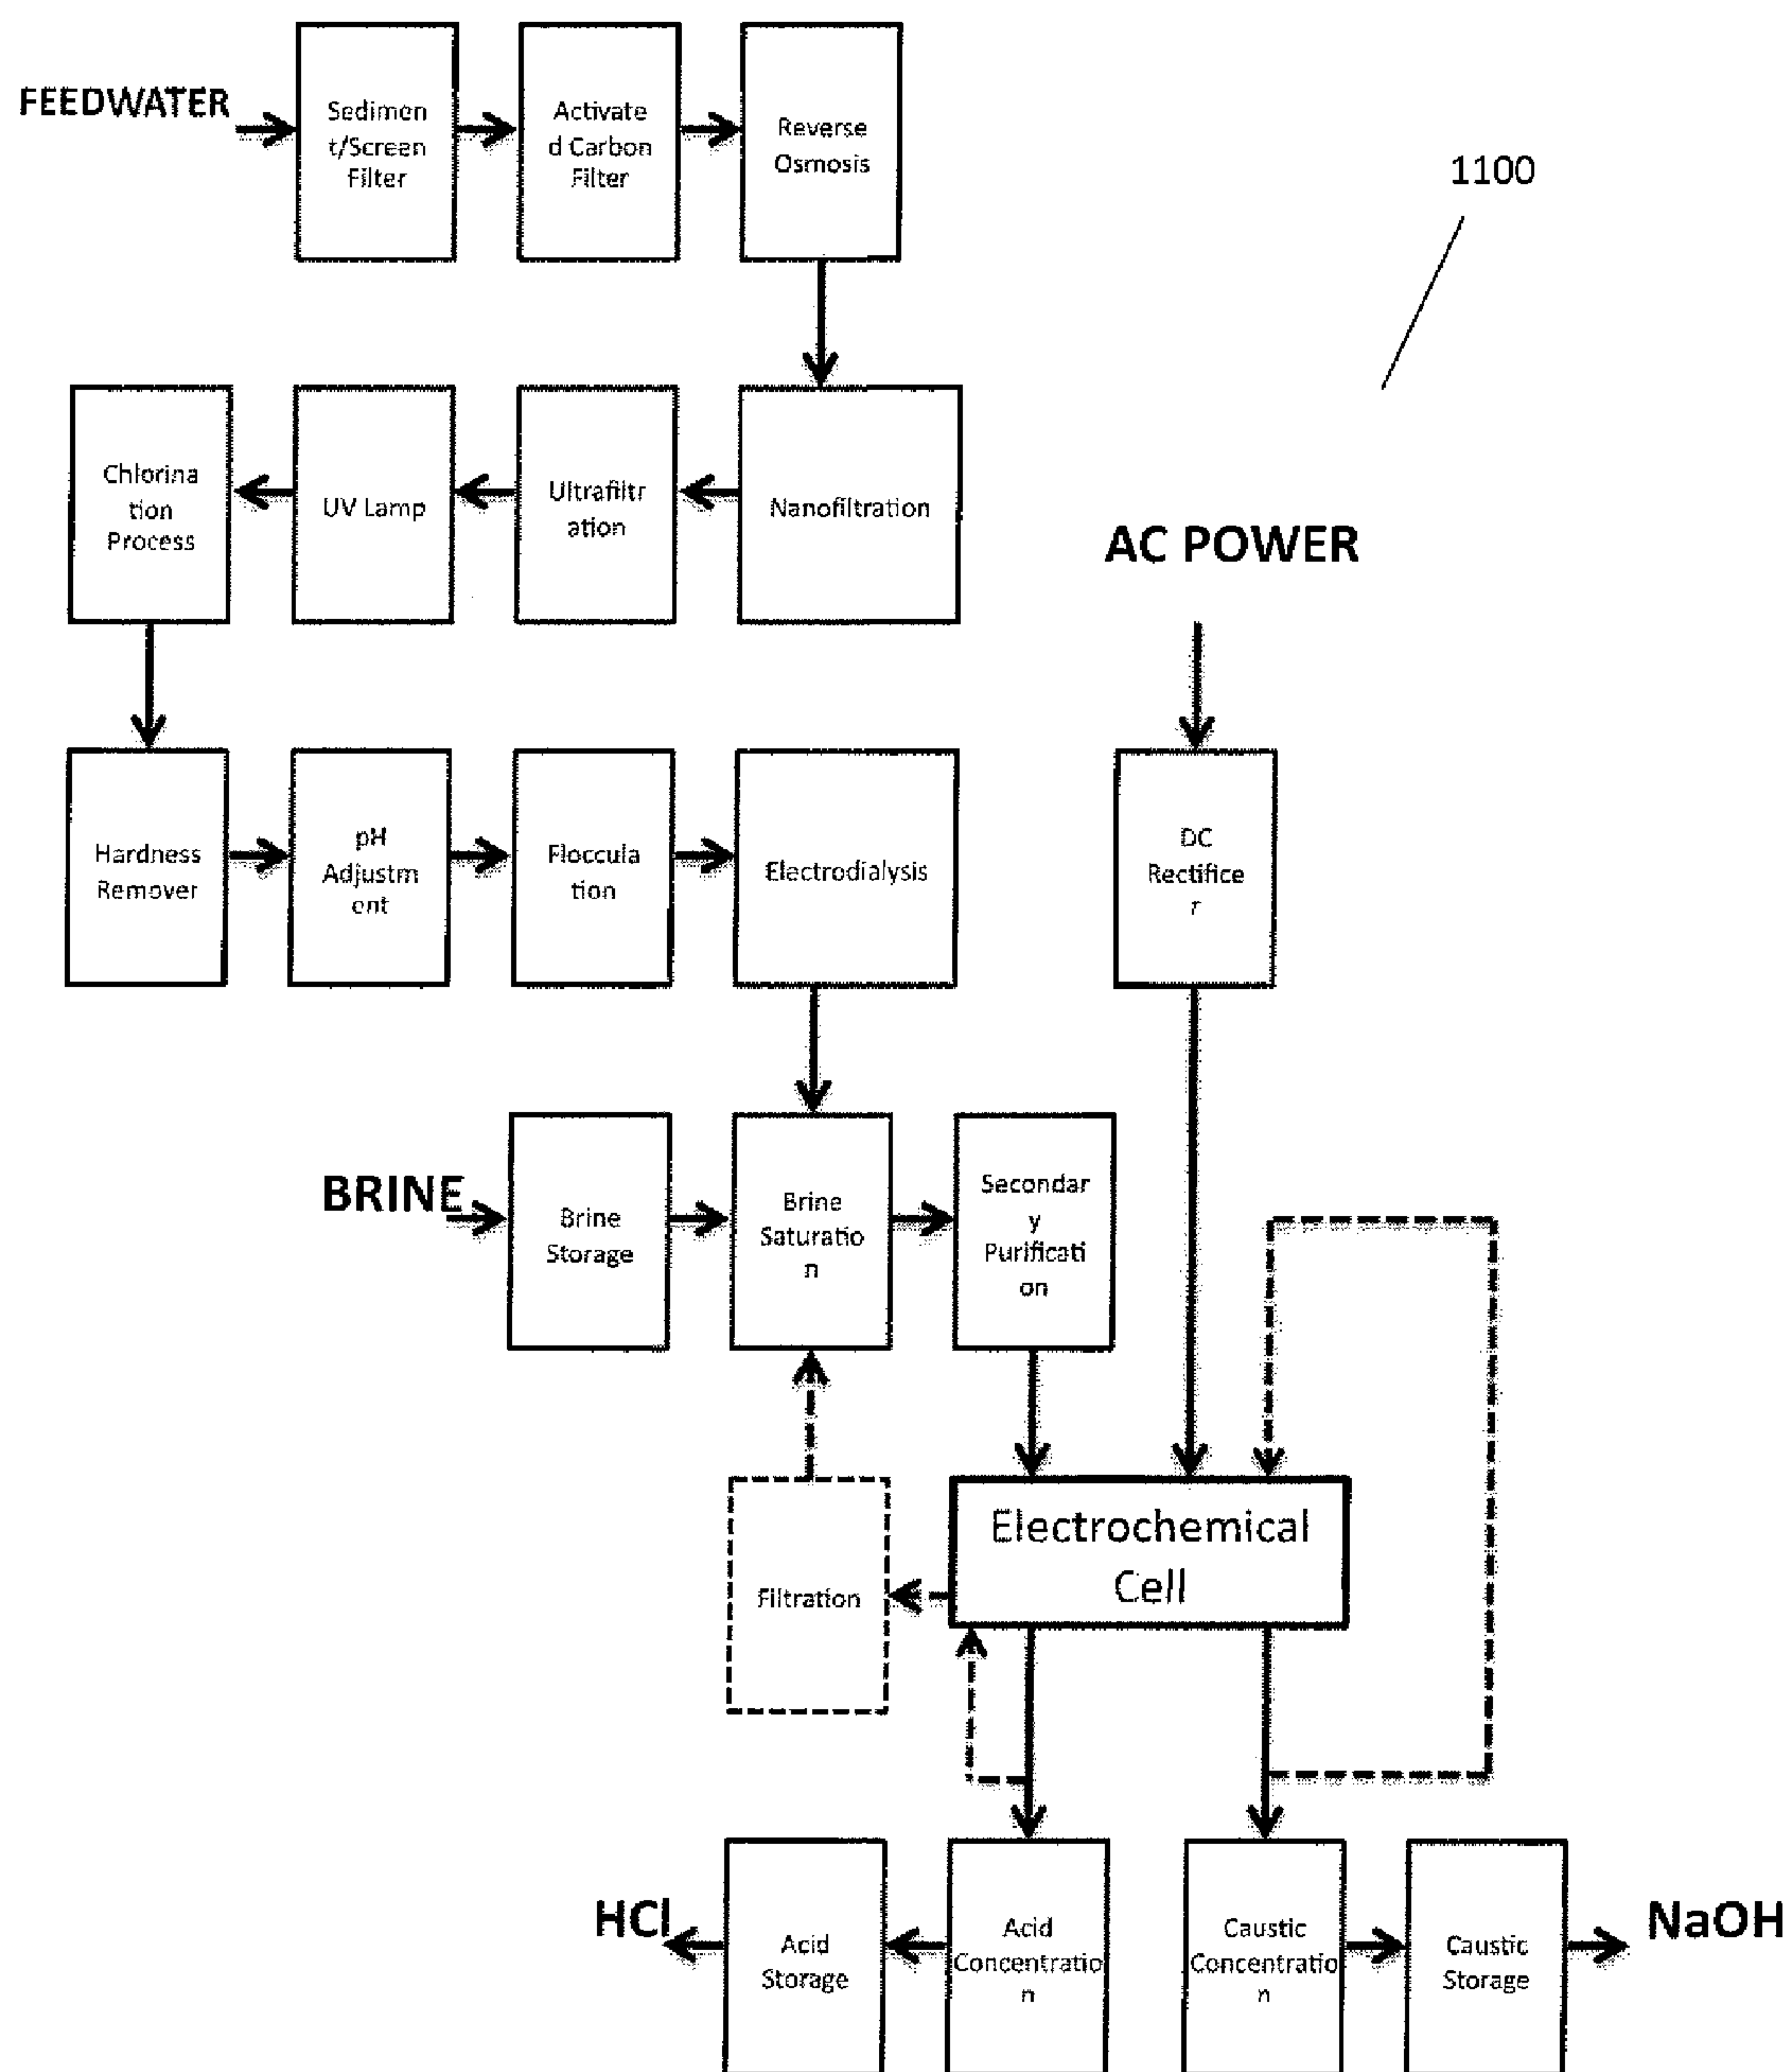 FEEDWATER
Sedimen
t/Screen
Filter
Activate
d Carbon
Filter
Reverse
Osmosis
1100
Chlorina
tion
Process
UV Lamp
Ultrafiltr
ation
Nanofiltration
AC POWER
Hardness
Remover
pH
Adjustm
ent
Floccula
tion
Electrodialysis
DC
Rectifice
r
BRINE
Brine
Storage
Brine
Saturatio
n
Secondar
y
Purificati
on
Electrochemical
Cell
Filtration
HCl
Acid
Storage
Acid
Concentratio
n
Caustic
Concentratio
n
Caustic
Storage
NaOH